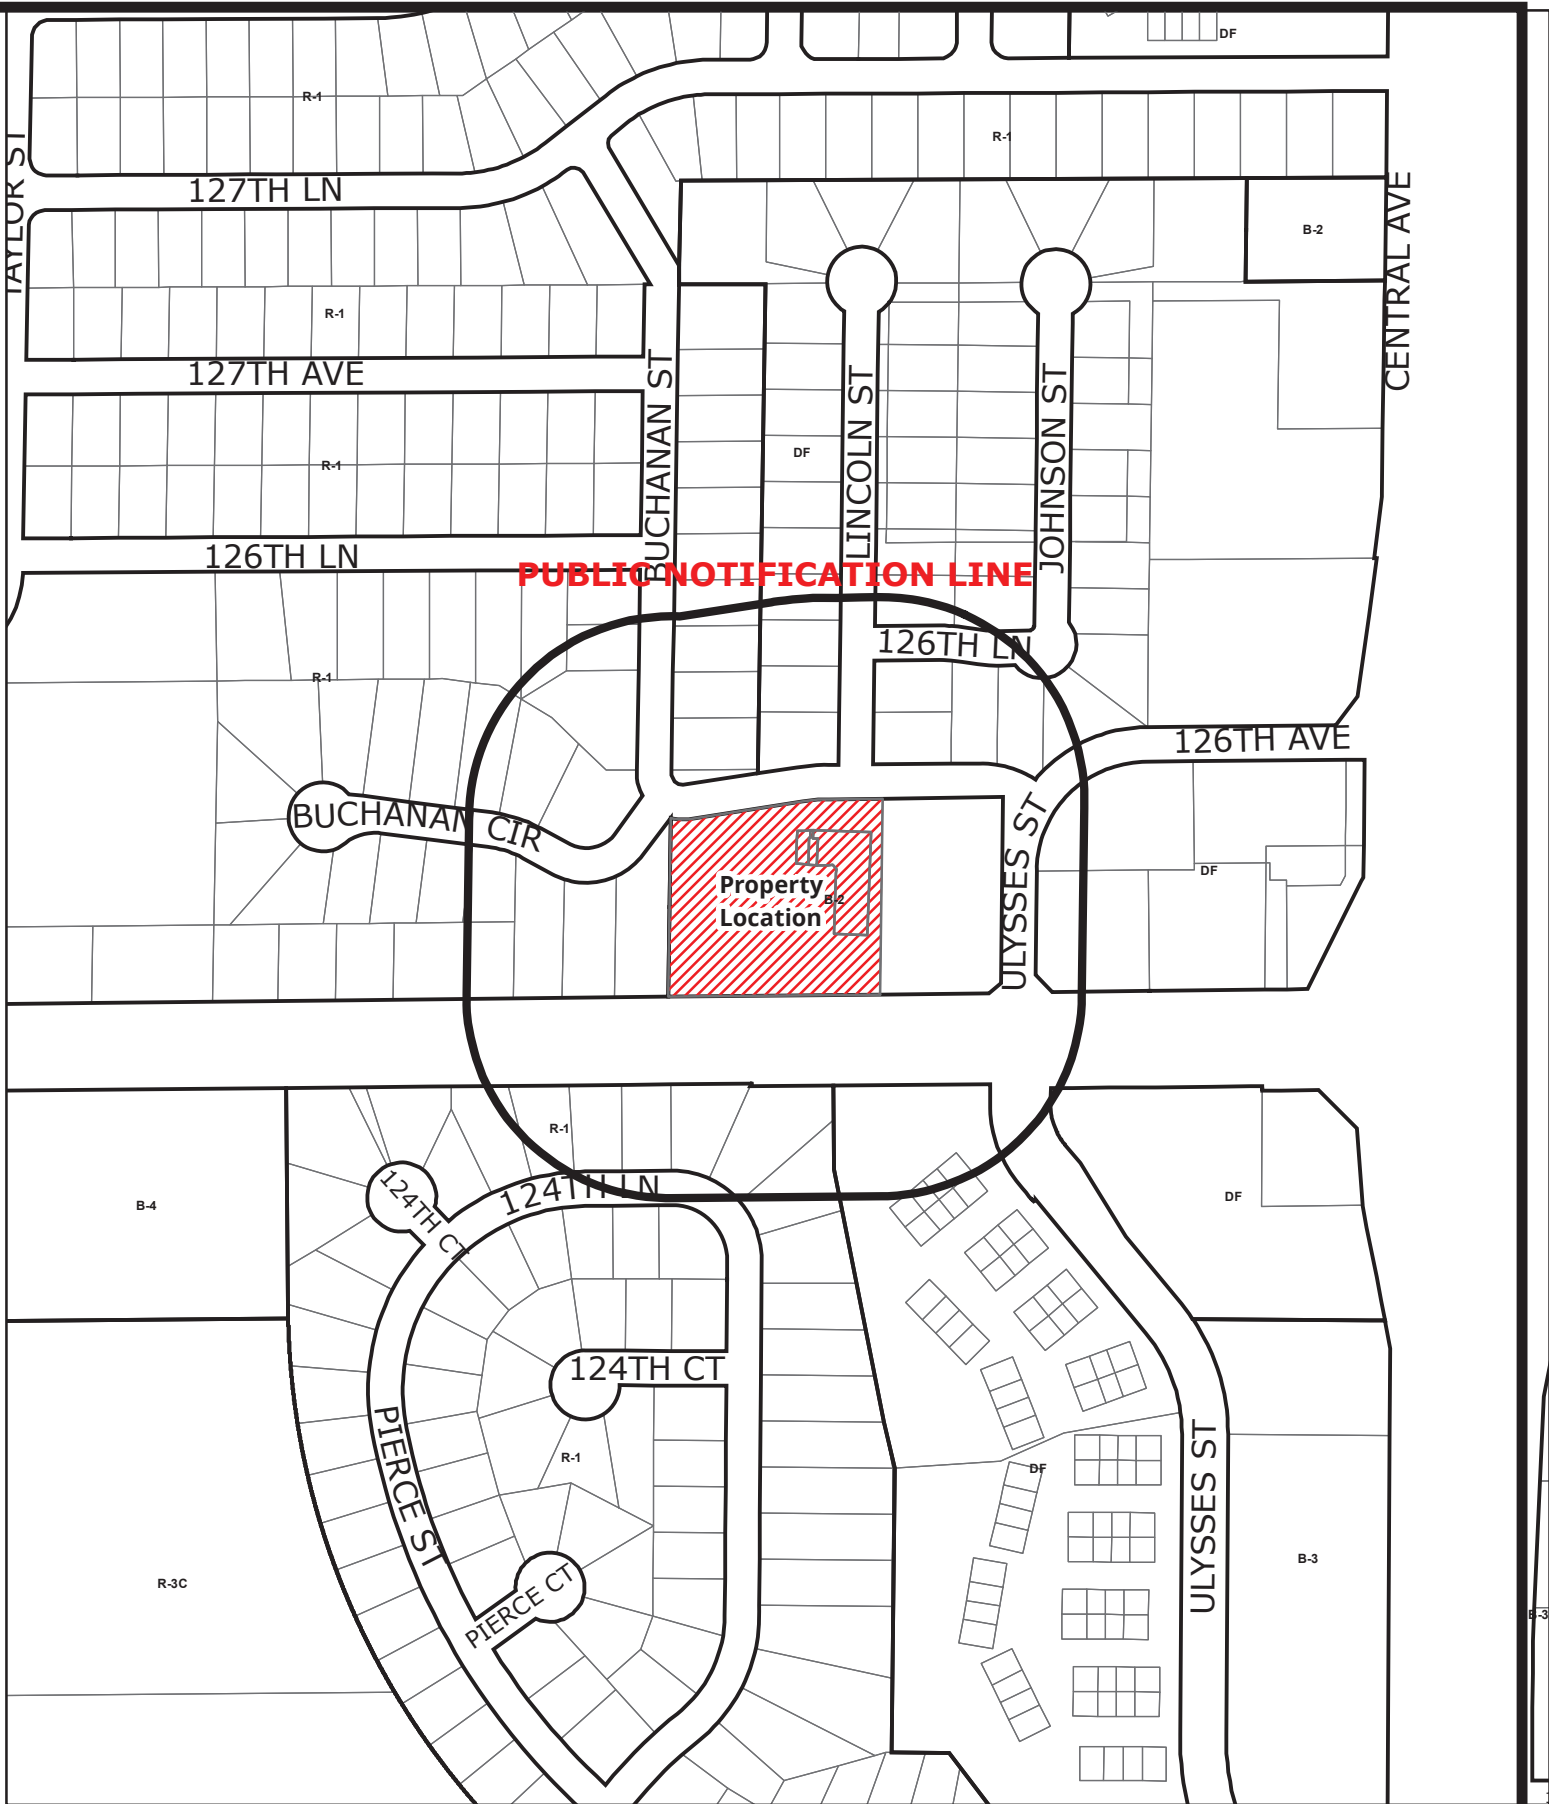 DF
R-1
R-1
127TH LN
TAYLOR ST
CENTRAL AVE
B-2
R-1
127TH AVE
BUCHANAN ST
LINCOLN ST
JOHNSON ST
DF
R-1
126TH LN
PUBLIC NOTIFICATION LINE
126TH LN
R-1
126TH AVE
BUCHANAN CIR
ULYSSES ST
DF
Property
Location
B-2
R-1
124TH LN
124TH CT
B-4
DF
124TH CT
PIERCE ST
R-1
DF
ULYSSES ST
B-3
R-3C
PIERCE CT
B-3